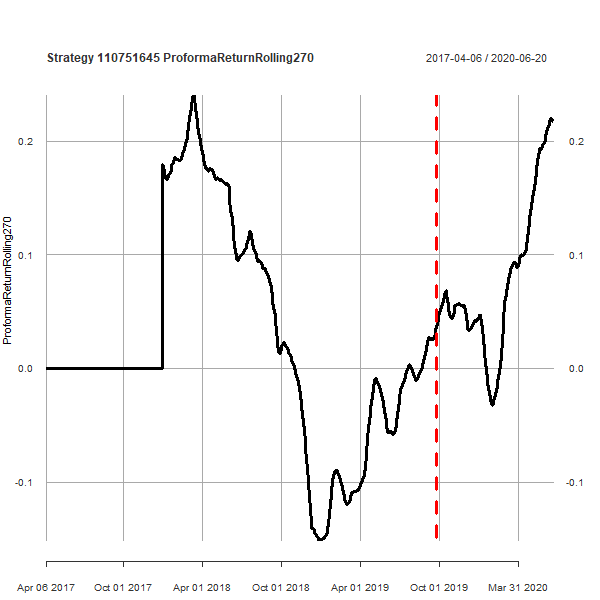 Strategy 110751645 ProformaReturnRolling270
2017-04-06 / 2020-06-20
ProformaReturnRolling270
0.2
0.1
0.0
-0.1
0.2
0.1
0.0
-0.1
Apr 06 2017
Oct 01 2017
Apr 01 2018
Oct 01 2018
Apr 01 2019
Oct 01 2019
Mar 31 2020